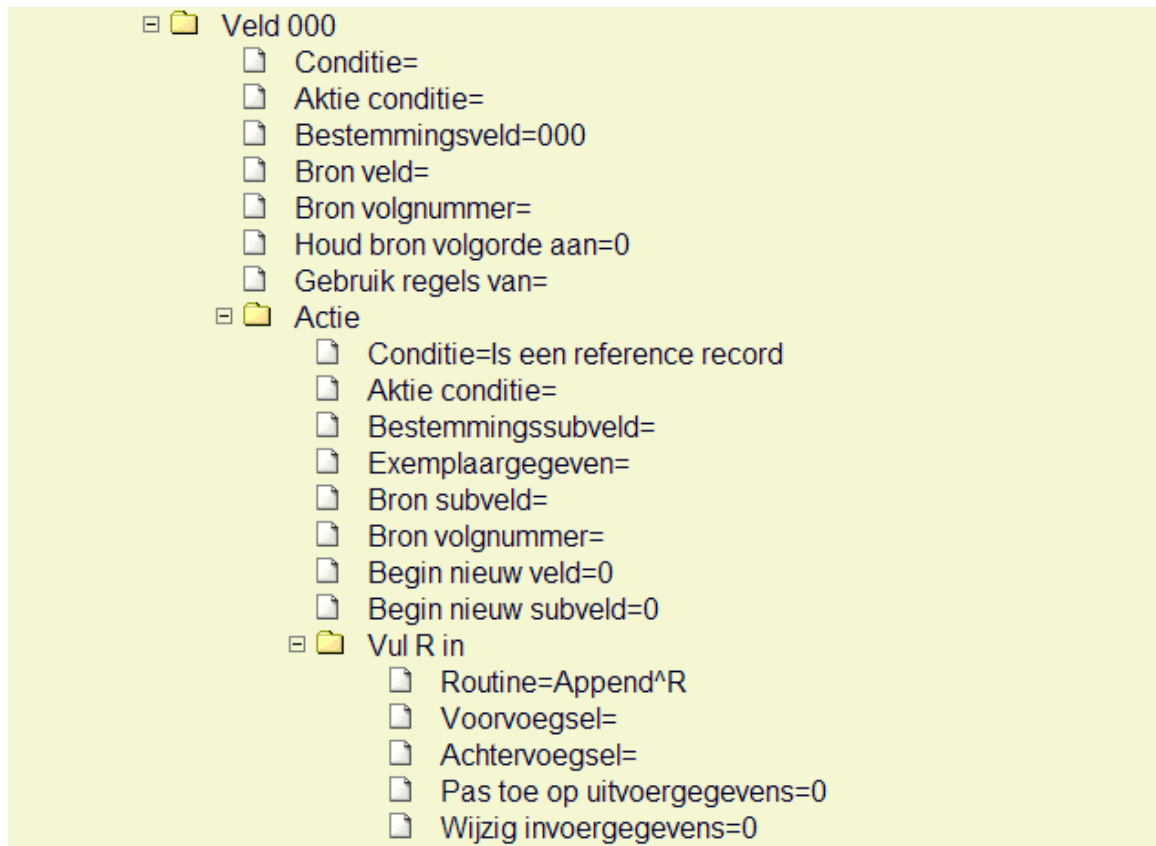 Veld 000
Conditie=
Aktie conditie=
Bestemmingsveld=000
Bron veld=
Bron volgnummer=
Houd bron volgorde aan=0
Gebruik regels van=
Actie
Conditie=Is een reference record
Aktie conditie=
Bestemmingssubveld=
Exemplaargegeven=
Bron subveld=
Bron volgnummer=
Begin nieuw veld=0
Begin nieuw subveld=0
Vul R in
Routine=Append^R
Voorvoegsel=
Achtervoegsel=
Pas toe op uitvoergegevens=0
Wijzig invoergegevens=0